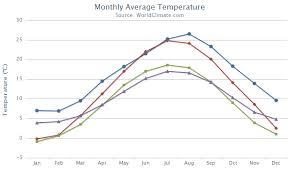 Monthly Average Temperature
Source: WorldClimate.com
Temperature (°C)
30
25
20
15
10
5
0
-5
Jan Feb Mar Apr May Jun Jul Aug Sep Oct Nov Dec